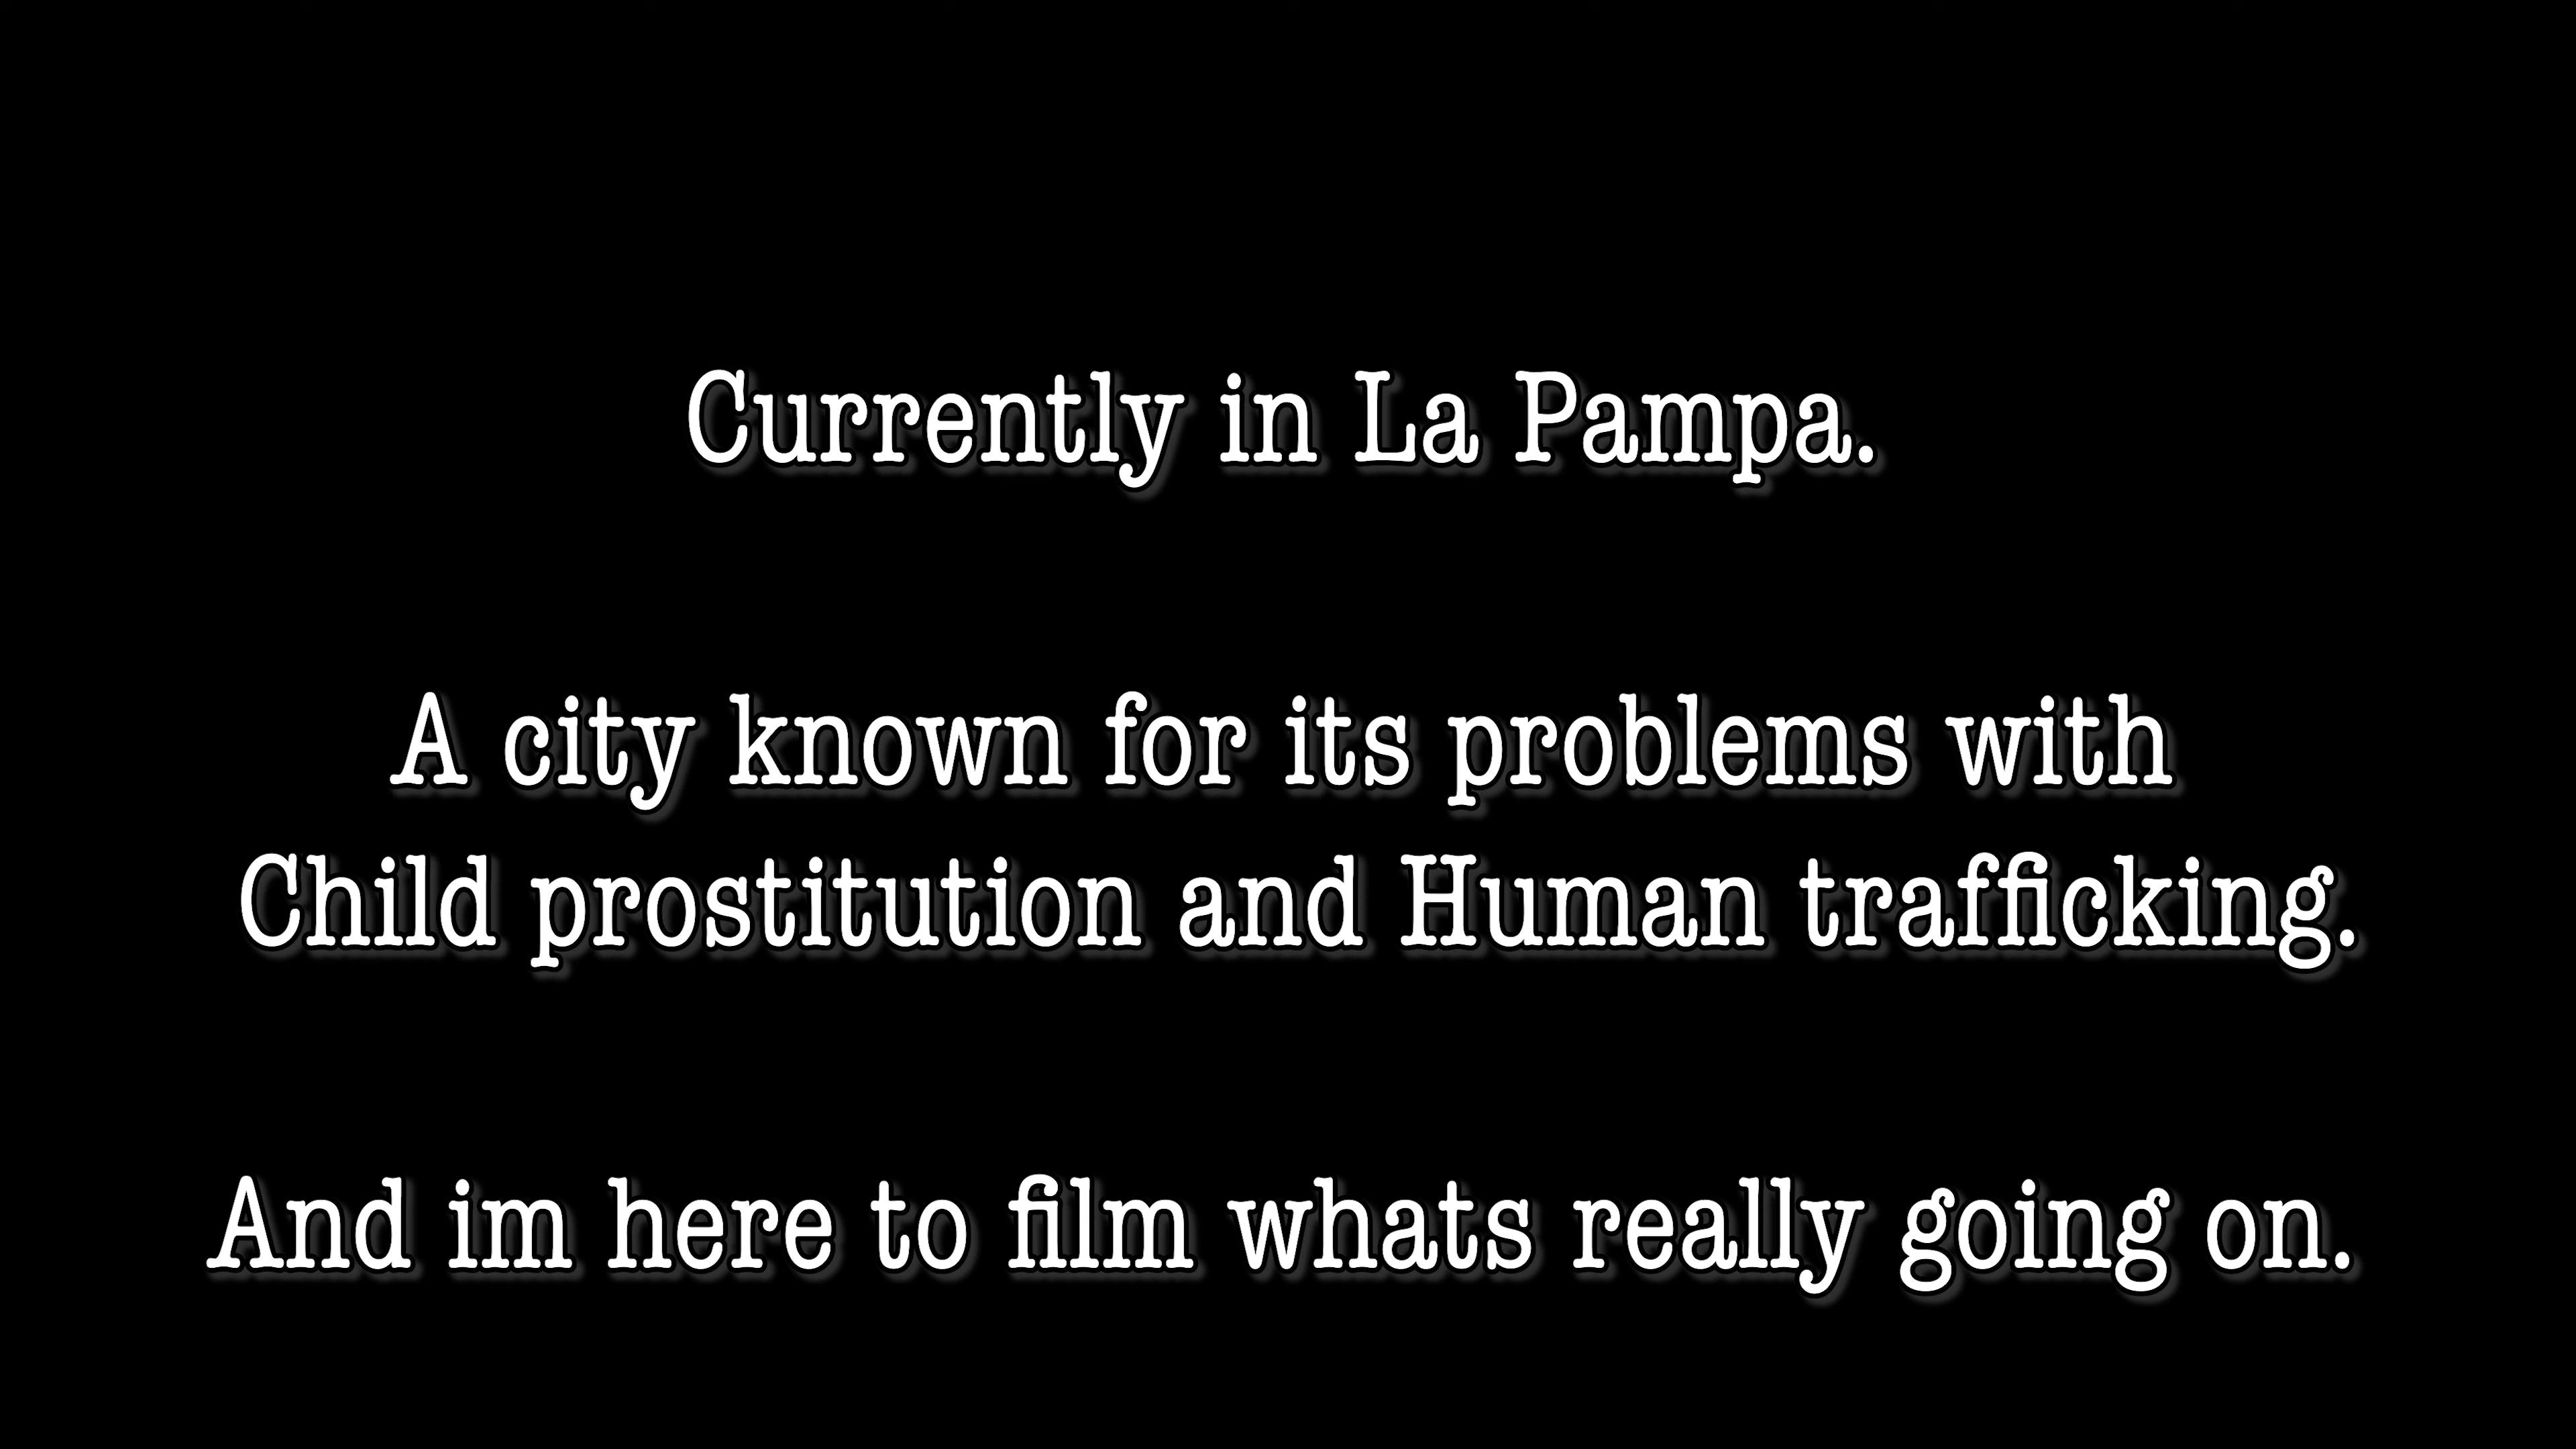 Currently in La Pampa.
A city known for its problems with
Child prostitution and Human trafficking.
And im here to film whats really going on.